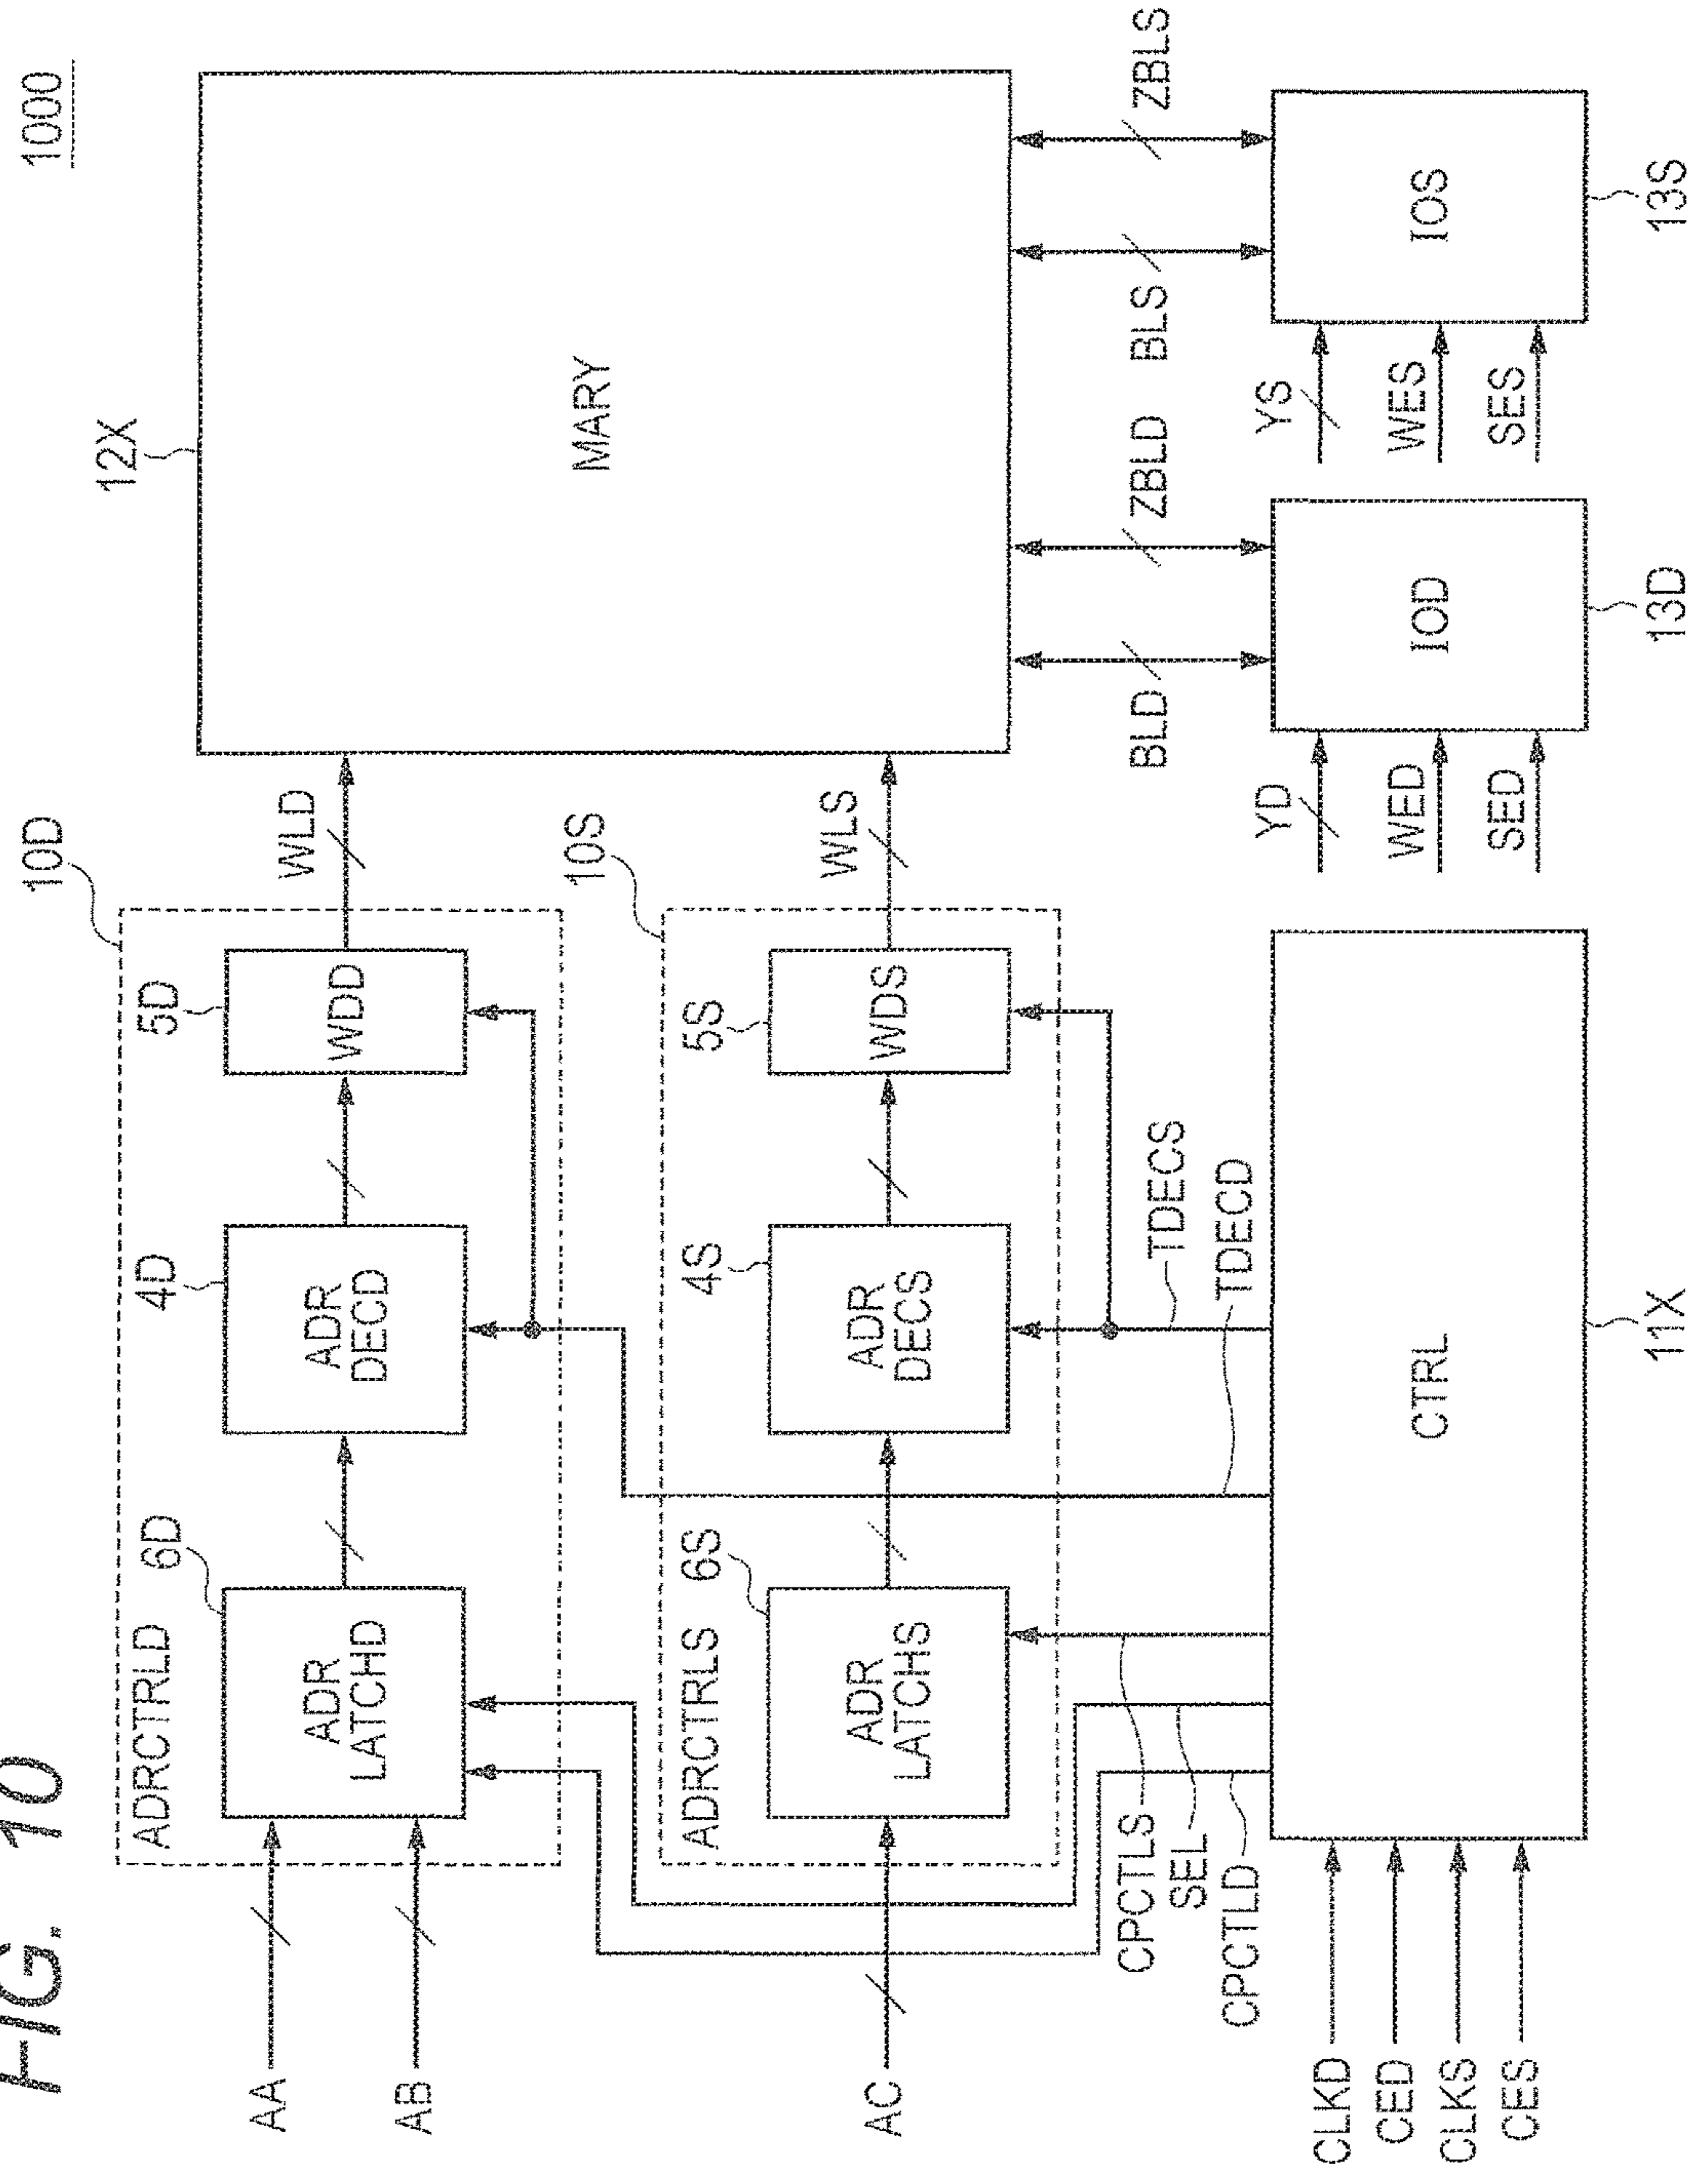 FIG. 10
1000
ADRCTRLD
10D
6D
4D
5D
12X
AA
AB
ADR
LATCHD
ADR
DECD
WDD
WLD
MARY
ADRCTRLS
10S
6S
4S
5S
AC
ADR
LATCHS
ADR
DECS
WDS
WLS
CPCTLS
SEL
CPCTLD
TDECS
TDECD
BLD
ZBLD
BLS
ZBLS
CLKD
CED
CLKS
CES
CTRL
11X
YD
WED
SED
IOD
13D
YS
WES
SES
IOS
13S